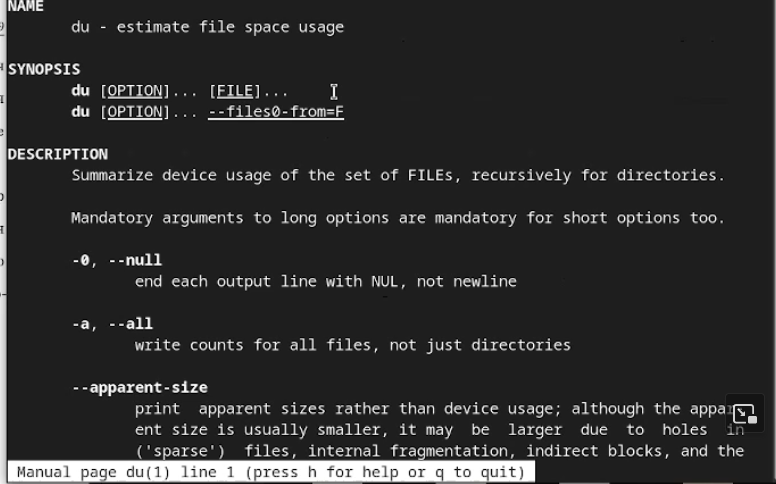 NAME
du - estimate file space usage
SYNOPSIS
du [OPTION]... [FILE]...
du [OPTION]... --files0-from=F
DESCRIPTION
Summarize device usage of the set of FILEs, recursively for directories.
Mandatory arguments to long options are mandatory for short options too.
-0, --null
end each output line with NUL, not newline
-a, --all
write counts for all files, not just directories
--apparent-size
print apparent sizes rather than device usage; although the appar‐
ent size is usually smaller, it may be larger due to holes in
('sparse') files, internal fragmentation, indirect blocks, and the
Manual page du(1) line 1 (press h for help or q to quit)